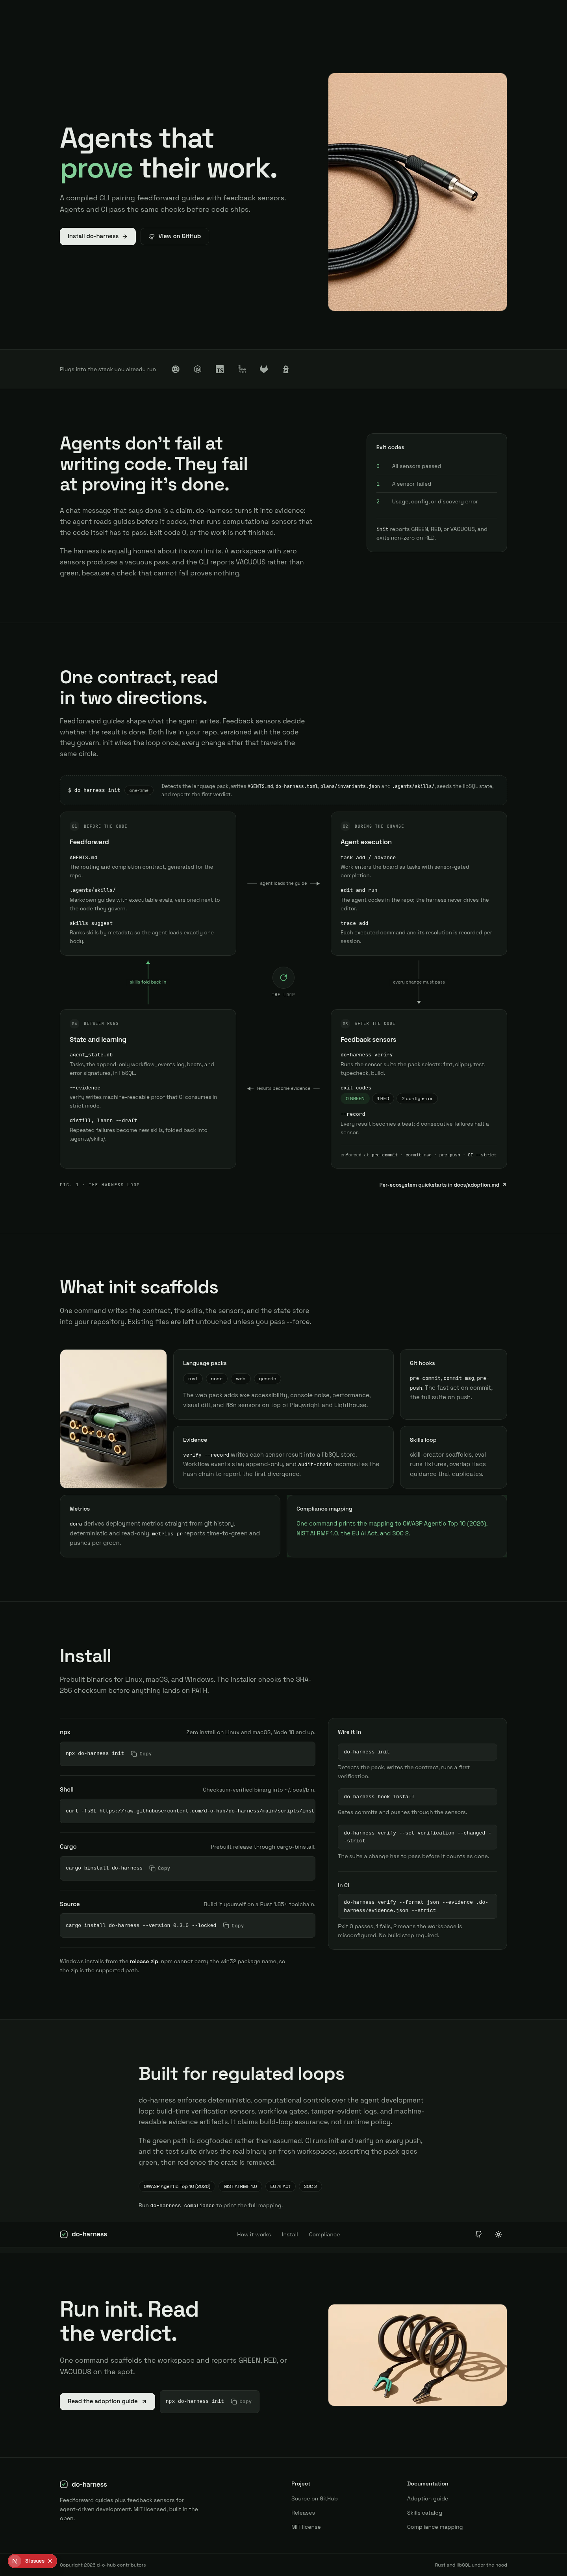 Agents that
prove their work.
A compiled CLI pairing feedforward guides with feedback sensors.
Agents and CI pass the same checks before code ships.
Install do-harness
View on GitHub
Plugs into the stack you already run
Agents don't fail at
writing code. They fail
at proving it's done.
A chat message that says done is a claim. do-harness turns it into evidence:
the agent reads guides before it codes, then runs computational sensors that
the code itself has to pass. Exit code 0, or the work is not finished.
The harness is equally honest about its own limits. A workspace with zero
sensors produces a vacuous pass, and the CLI reports VACUOUS rather than
green, because a check that cannot fail proves nothing.
Exit codes
0 All sensors passed
1 A sensor failed
2 Usage, config, or discovery error
init reports GREEN, RED, or VACUOUS, and
exits non-zero on RED.
One contract, read
in two directions.
Feedforward guides shape what the agent writes. Feedback sensors decide
whether the result is done. Both live in your repo, versioned with the code
they govern. init wires the loop once; every change after that travels the
same circle.
$ do-harness init one-time
Detects the language pack, writes AGENTS.md, do-harness.toml, plans/invariants.json and .agents/skills/, seeds the libSQL state,
and reports the first verdict.
01 BEFORE THE CODE
Feedforward
AGENTS.md
The routing and completion contract, generated for the
repo.
.agents/skills/
Markdown guides with executable evals, versioned next to
the code they govern.
skills suggest
Ranks skills by metadata so the agent loads exactly one
body.
agent loads the guide
02 DURING THE CHANGE
Agent execution
task add / advance
Work enters the board as tasks with sensor-gated
completion.
edit and run
The agent codes in the repo; the harness never drives the
editor.
trace add
Each executed command and its resolution is recorded per
session.
skills fold back in
THE LOOP
every change must pass
04 BETWEEN RUNS
State and learning
agent_state.db
Tasks, the append-only workflow_events log, beats, and
error signatures, in libSQL.
--evidence
verify writes machine-readable proof that CI consumes in
strict mode.
distill, learn --draft
Repeated failures become new skills, folded back into
.agents/skills/.
results become evidence
03 AFTER THE CODE
Feedback sensors
do-harness verify
Runs the sensor suite the pack selects: fmt, clippy, test,
typecheck, build.
exit codes
0 GREEN 1 RED 2 config error
--record
Every result becomes a beat; 3 consecutive failures halt a
sensor.
enforced at pre-commit · commit-msg · pre-push · CI --strict
FIG. 1 · THE HARNESS LOOP
Per-ecosystem quickstarts in docs/adoption.md
What init scaffolds
One command writes the contract, the skills, the sensors, and the state store
into your repository. Existing files are left untouched unless you pass --force.
Language packs
rust node web generic
The web pack adds axe accessibility, console noise, performance,
visual diff, and i18n sensors on top of Playwright and Lighthouse.
Git hooks
pre-commit, commit-msg, pre-
push. The fast set on commit,
the full suite on push.
Evidence
verify --record writes each sensor result into a libSQL store.
Workflow events stay append-only, and audit-chain recomputes the
hash chain to report the first divergence.
Skills loop
skill-creator scaffolds, eval
runs fixtures, overlap flags
guidance that duplicates.
Metrics
dora derives deployment metrics straight from git history,
deterministic and read-only. metrics pr reports time-to-green and
pushes per green.
Compliance mapping
One command prints the mapping to OWASP Agentic Top 10 (2026),
NIST AI RMF 1.0, the EU AI Act, and SOC 2.
Install
Prebuilt binaries for Linux, macOS, and Windows. The installer checks the SHA-
256 checksum before anything lands on PATH.
npx Zero install on Linux and macOS, Node 18 and up.
npx do-harness init Copy
Shell Checksum-verified binary into ~/.local/bin.
curl -fsSL https://raw.githubusercontent.com/d-o-hub/do-harness/main/scripts/inst
Cargo Prebuilt release through cargo-binstall.
cargo binstall do-harness Copy
Source Build it yourself on a Rust 1.85+ toolchain.
cargo install do-harness --version 0.3.0 --locked Copy
Windows installs from the release zip. npm cannot carry the win32 package name, so
the zip is the supported path.
Wire it in
do-harness init
Detects the pack, writes the contract, runs a first
verification.
do-harness hook install
Gates commits and pushes through the sensors.
do-harness verify --set verification --changed -
-strict
The suite a change has to pass before it counts as done.
In CI
do-harness verify --format json --evidence .do-
harness/evidence.json --strict
Exit 0 passes, 1 fails, 2 means the workspace is
misconfigured. No build step required.
Built for regulated loops
do-harness enforces deterministic, computational controls over the agent development
loop: build-time verification sensors, workflow gates, tamper-evident logs, and machine-
readable evidence artifacts. It claims build-loop assurance, not runtime policy.
The green path is dogfooded rather than assumed. CI runs init and verify on every push,
and the test suite drives the real binary on fresh workspaces, asserting the pack goes
green, then red once the crate is removed.
OWASP Agentic Top 10 (2026) NIST AI RMF 1.0 EU AI Act SOC 2
Run do-harness compliance to print the full mapping.
do-harness
How it works Install Compliance
Run init. Read
the verdict.
One command scaffolds the workspace and reports GREEN, RED, or
VACUOUS on the spot.
Read the adoption guide
npx do-harness init Copy
do-harness
Feedforward guides plus feedback sensors for
agent-driven development. MIT licensed, built in the
open.
Project
Source on GitHub
Releases
MIT license
Documentation
Adoption guide
Skills catalog
Compliance mapping
N 3 Issues
Copyright 2026 d-o-hub contributors
Rust and libSQL under the hood